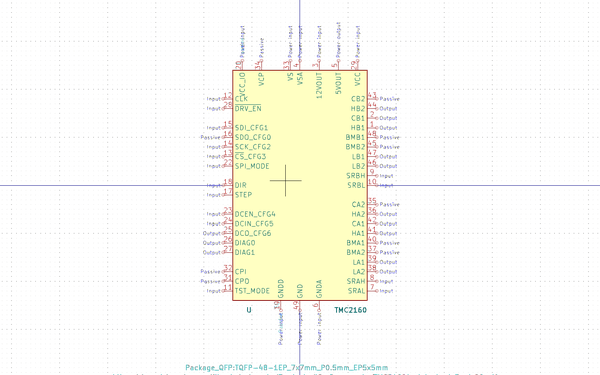 Power input
Passive
Power input
Power input
Power input
Power output
Power input
20
34
33
4
3
5
29
VCC_IO
VCP
VS
VSA
12VOUT
5VOUT
VCC
Input 12 CLK
Input 28 DRV_EN
Input 15 SDI_CFG1
Passive 16 SDO_CFG0
Input 14 SCK_CFG2
Input 13 CS_CFG3
Input 22 SPI_MODE
Input 18 DIR
Input 17 STEP
Input 23 DCEN_CFG4
Input 24 DCIN_CFG5
Output 25 DCO_CFG6
Output 26 DIAG0
Output 27 DIAG1
Passive 32 CPI
Passive 31 CPO
Input 11 TST_MODE
CB2 43 Passive
HB2 44 Output
CB1 2
HB1 1 Output
BMB1 48 Passive
BMB2 45 Passive
LB1 47 Output
LB2 46 Output
SRBH 9 Input
SRBL 10 Input
CA2 35 Passive
HA2 36 Output
CA1 42 Output
HA1 41 Output
BMA1 40 Passive
BMA2 37 Passive
LA1 39 Output
LA2 38 Output
SRAH 8 Input
SRAL 7 Input
GNDD
GND
GNDA
19
49
6
U
TMC2160
Power input
Power input
Power input
Package_QFP:TQFP-48-1EP_7x7mm_P0.5mm_EP5x5mm